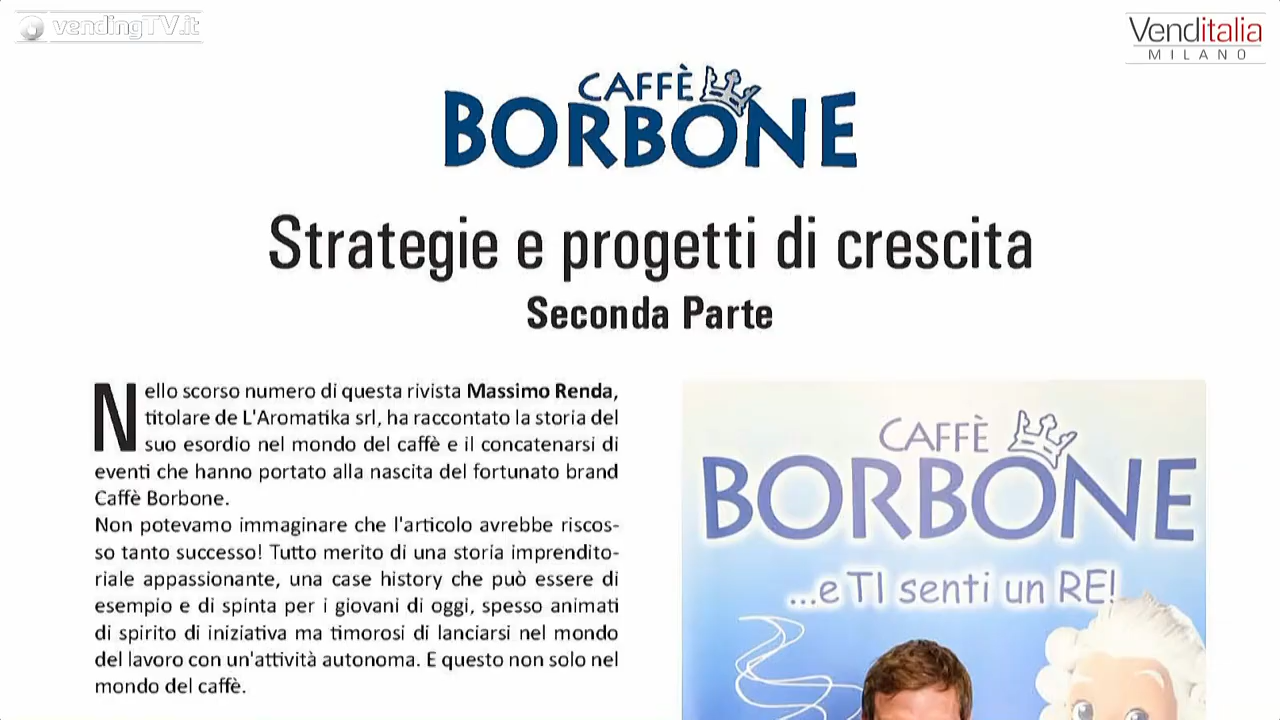 vendingTV.it
Venditalia
MILANO
CAFFÈ
BORBONE
Strategie e progetti di crescita
Seconda Parte
Nello scorso numero di questa rivista Massimo Renda,
titolare de L'Aromatika srl, ha raccontato la storia del
suo esordio nel mondo del caffè e il concatenarsi di
eventi che hanno portato alla nascita del fortunato brand
Caffè Borbone.
Non potevamo immaginare che l'articolo avrebbe riscos-
so tanto successo! Tutto merito di una storia imprendito-
riale appassionante, una case history che può essere di
esempio e di spinta per i giovani di oggi, spesso animati
di spirito di iniziativa ma timorosi di lanciarsi nel mondo
del lavoro con un'attività autonoma. E questo non solo nel
mondo del caffè.
CAFFÈ
BORBONE
...e TI senti un RE!